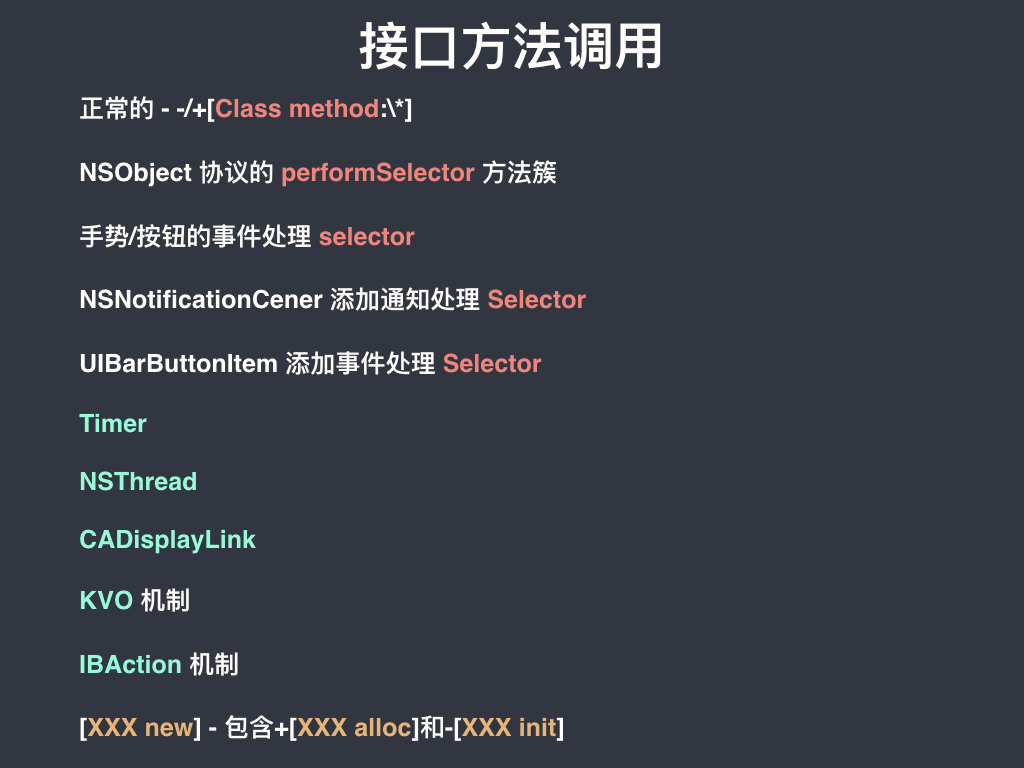 接口方法调用
正常的 - -/+[Class method:\*]
NSObject 协议的 performSelector 方法簇
手势/按钮的事件处理 selector
NSNotificationCener 添加通知处理 Selector
UIBarButtonItem 添加事件处理 Selector
Timer
NSThread
CADisplayLink
KVO 机制
IBAction 机制
[XXX new] - 包含+[XXX alloc]和-[XXX init]